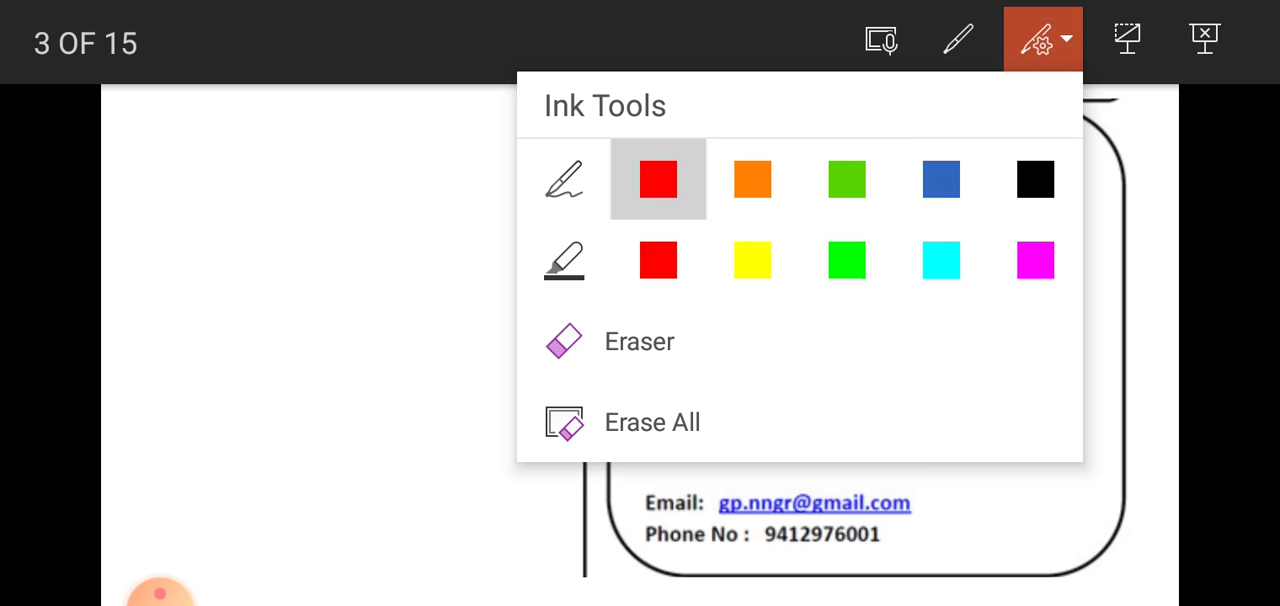 3 OF 15
Ink Tools
Eraser
Erase All
Email: gp.nngr@gmail.com
Phone No : 9412976001